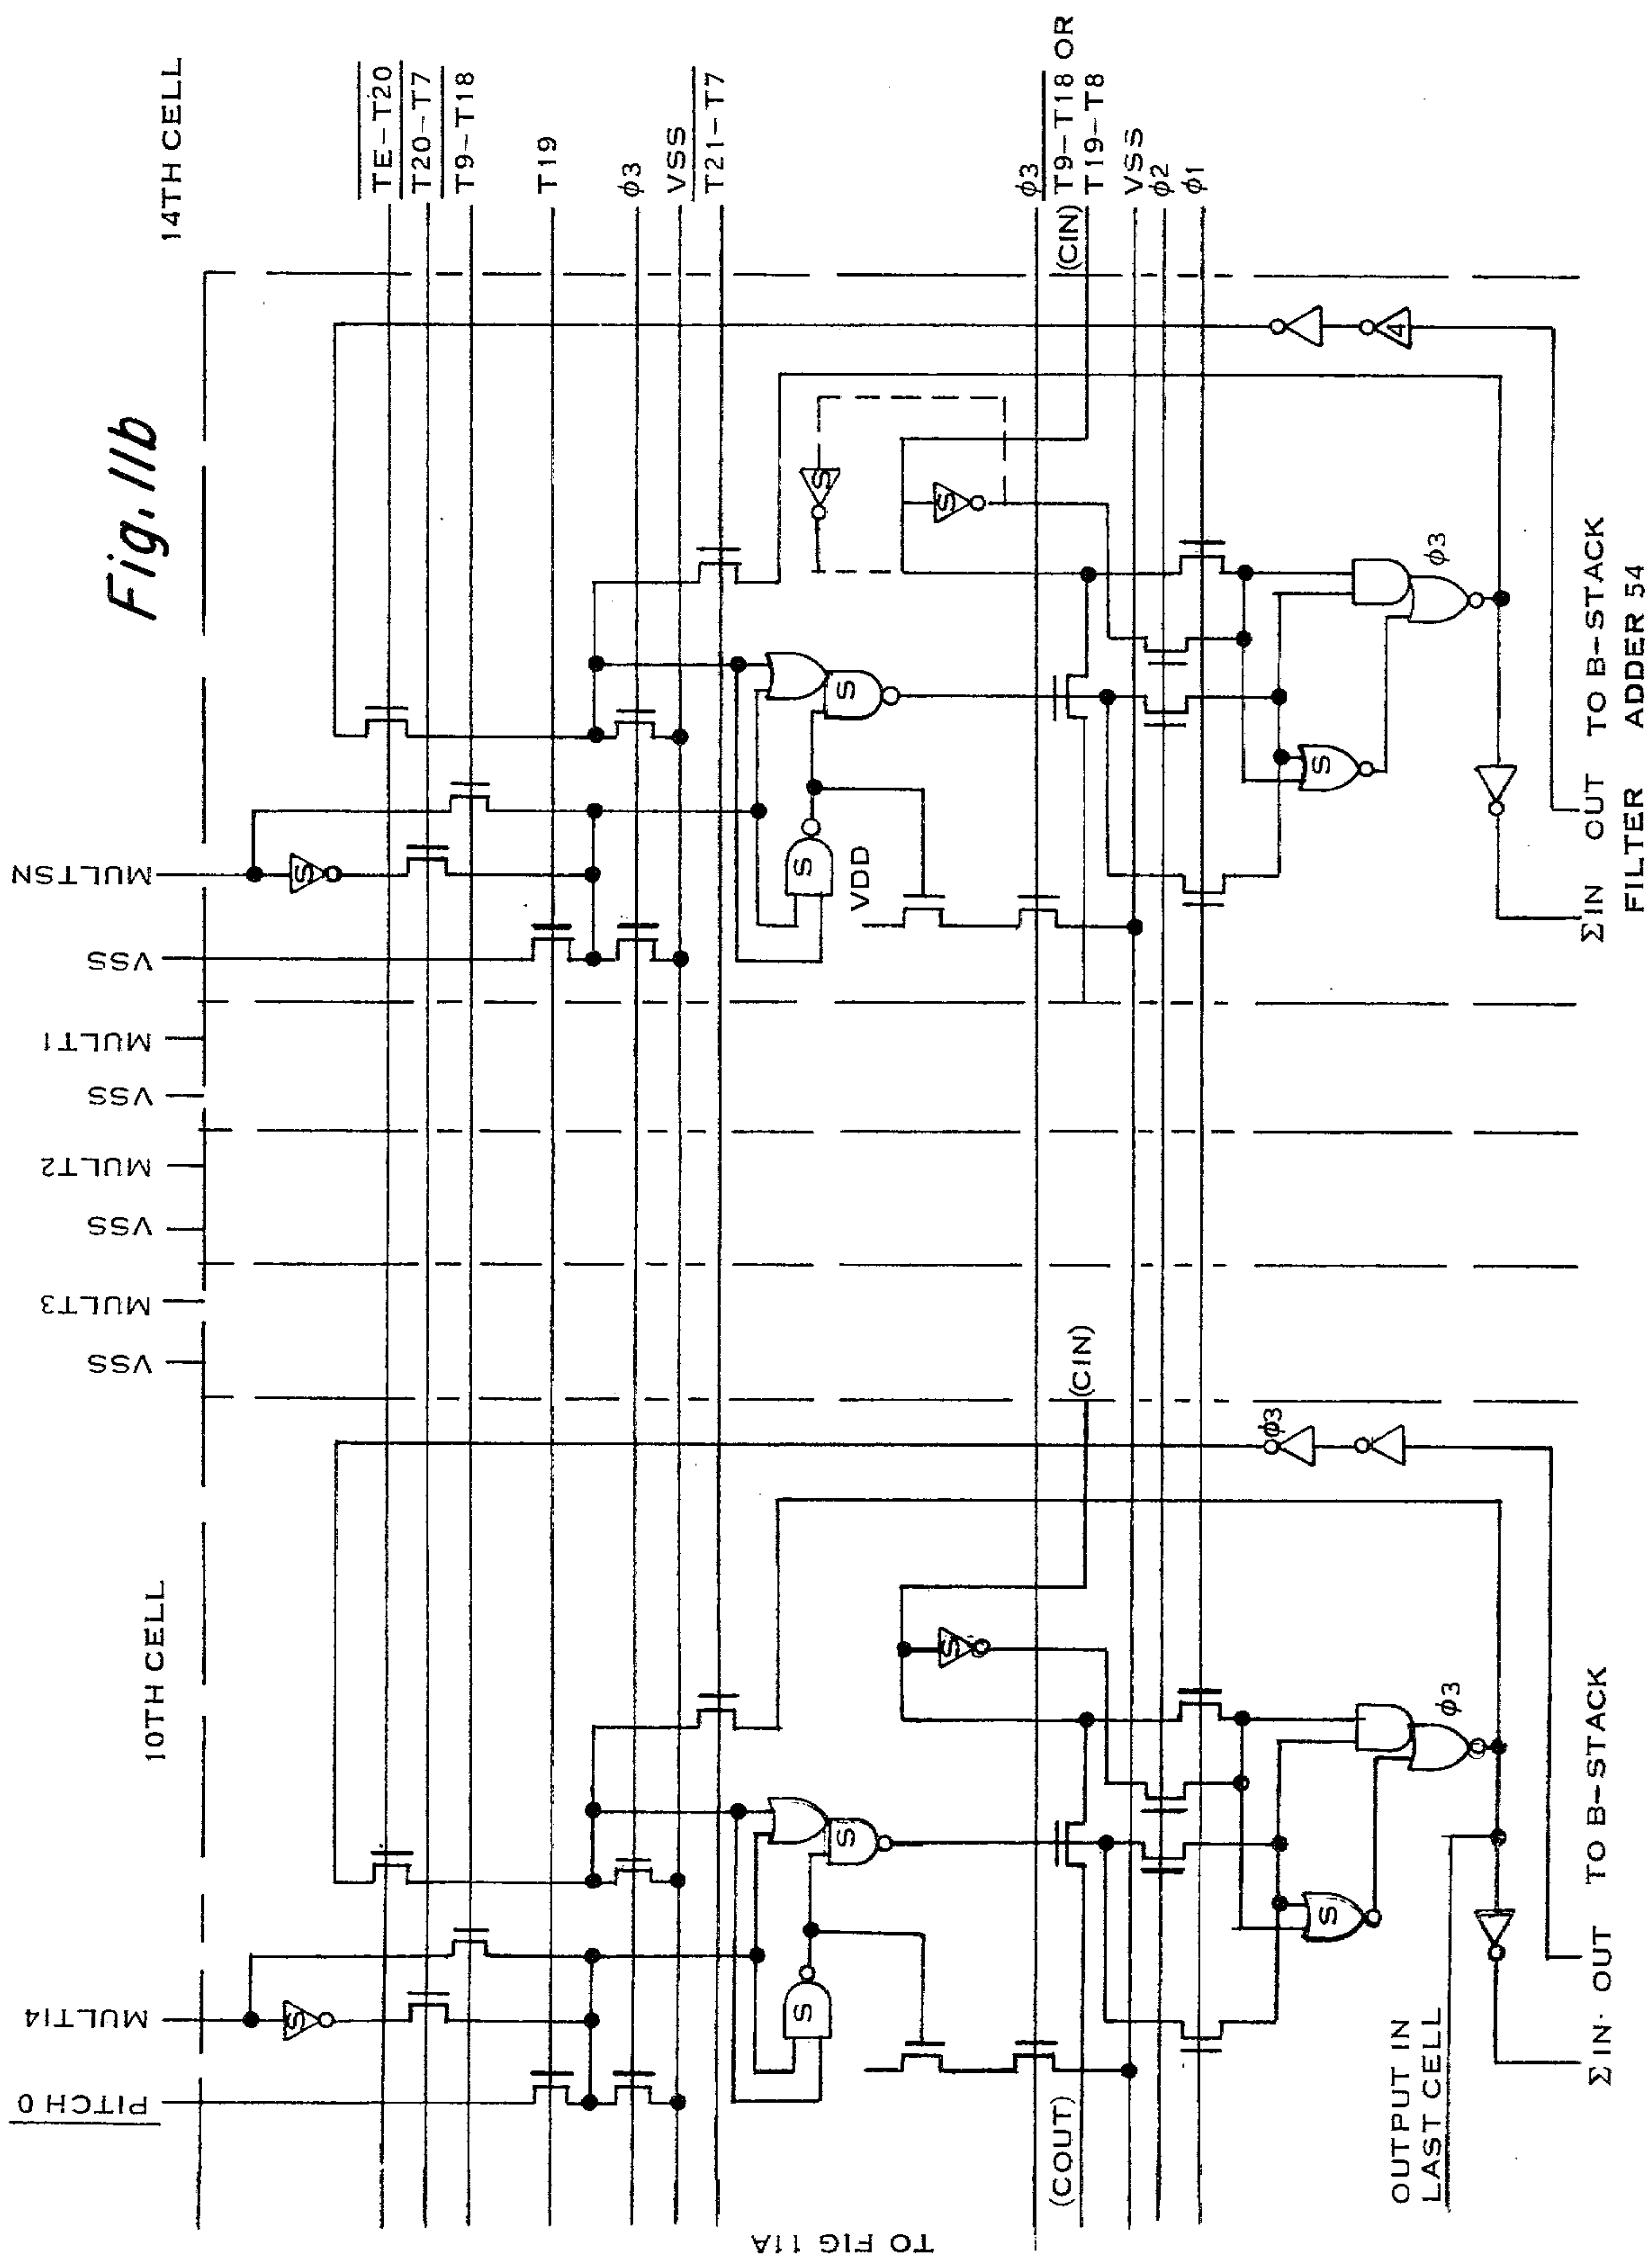 Fig. 11b
14TH CELL
TE-T20
T20-T7
T9-T18
T19
ϕ3
VSS
T21-T7
ϕ3
T9-T18 OR
(CIN) T19-T8
VSS
ϕ2
ϕ1
10TH CELL
MULTSN
VSS
MULT1
VSS
MULT2
VSS
MULT3
VSS
MULT14
PITCH 0
S
S
S
S
S
VDD
S
4
ϕ3
ΣIN OUT TO B-STACK
FILTER ADDER 54
(CIN)
ϕ3
S
S
S
S
S
(COUT)
ϕ3
OUTPUT IN
LAST CELL
ΣIN. OUT TO B-STACK
TO FIG 11A